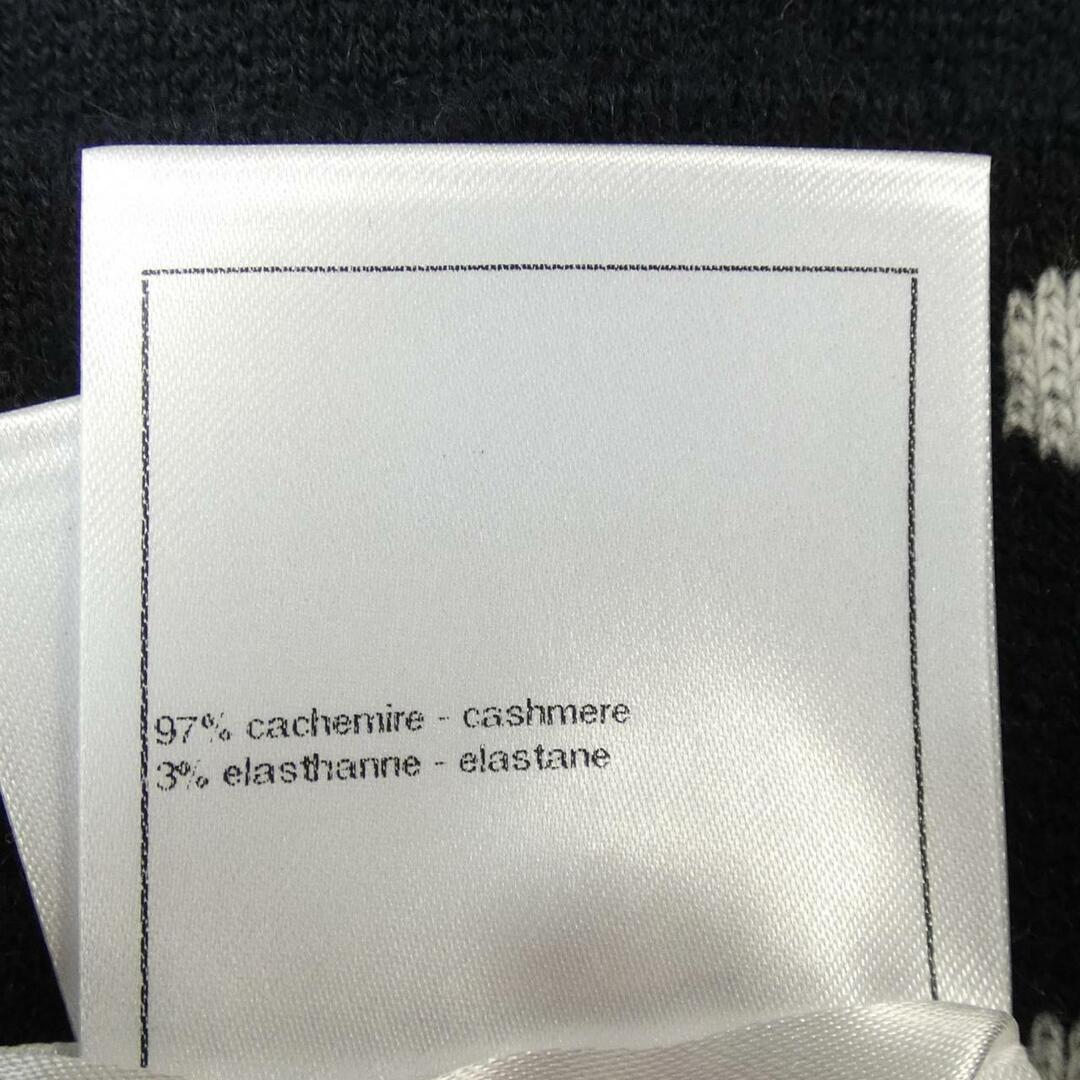 97% cachemire - cashmere
3% elasthanne - elastane